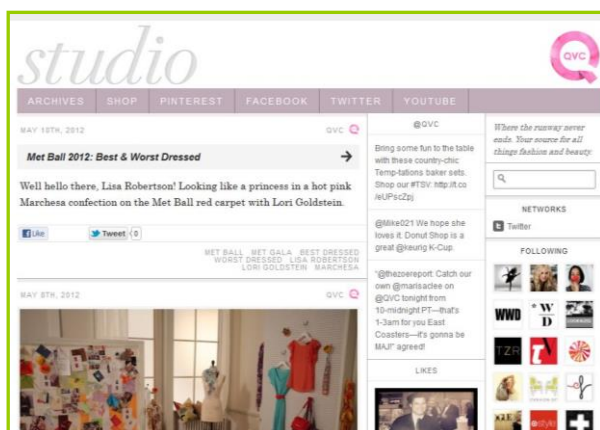 studio
QVC
ARCHIVES SHOP PINTEREST FACEBOOK TWITTER YOUTUBE
MAY 10TH, 2012 QVC
Met Ball 2012: Best & Worst Dressed
Well hello there, Lisa Robertson! Looking like a princess in a hot pink
Marchesa confection on the Met Ball red carpet with Lori Goldstein.
Like Tweet 0
MET BALL MET GALA BEST DRESSED
WORST DRESSED LISA ROBERTSON
LORI GOLDSTEIN MARCHESA
MAY 8TH, 2012 QVC
@QVC
Bring some fun to the table
with these country-chic
Temp-tations baker sets.
Shop our #TSV: http://t.co
/eUPscZpj
@Mike021 We hope she
loves it. Donut Shop is a
great @keurig K-Cup.
"@thezoereport: Catch our
own @marisaclee on
@QVC tonight from
10-midnight PT—that's
1-3am for you East
Coasters—it's gonna be
MAJ!" agreed!
LIKES
Where the runway never
ends. Your source for all
things fashion and beauty.
NETWORKS
Twitter
FOLLOWING
WWD
W
D
TZR
style